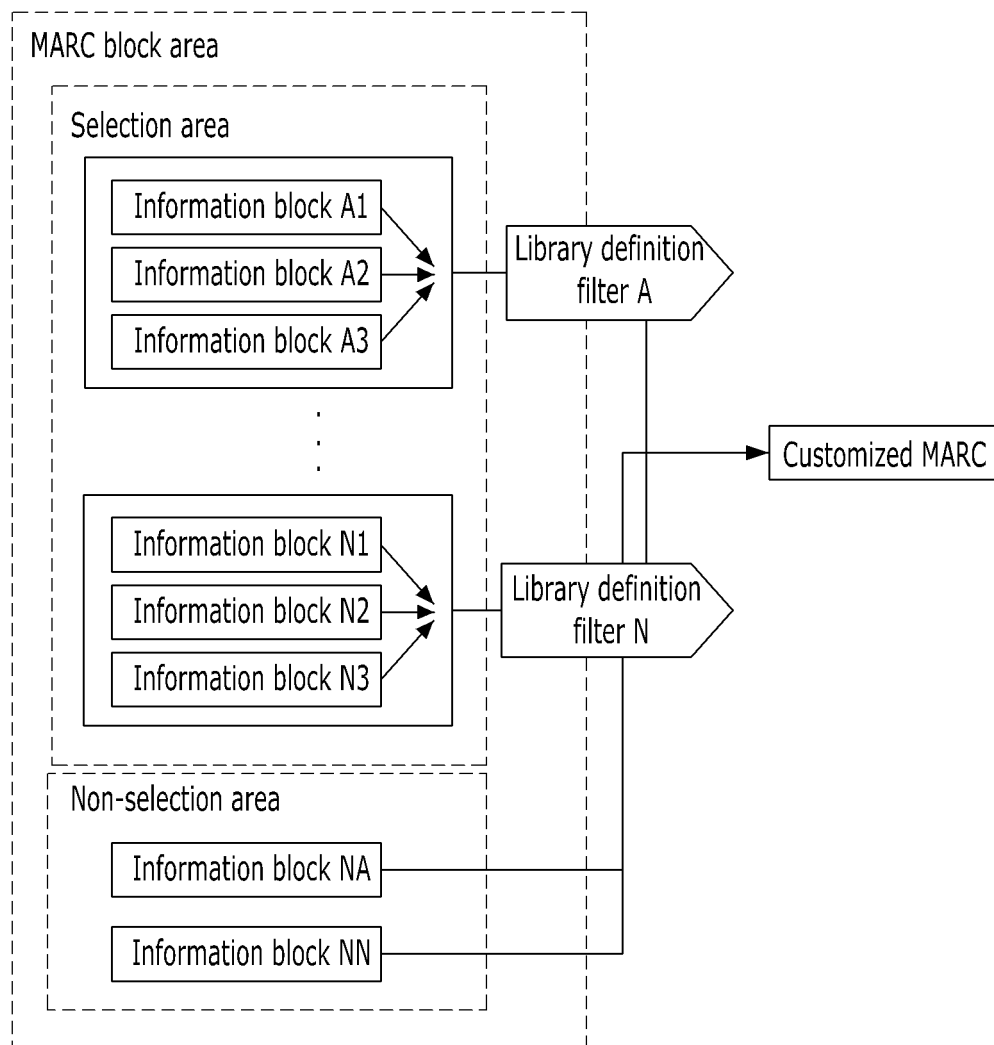 MARC block area
Selection area
Information block A1
Information block A2
Information block A3
Library definition
filter A
Customized MARC
Information block N1
Information block N2
Information block N3
Library definition
filter N
Non-selection area
Information block NA
Information block NN